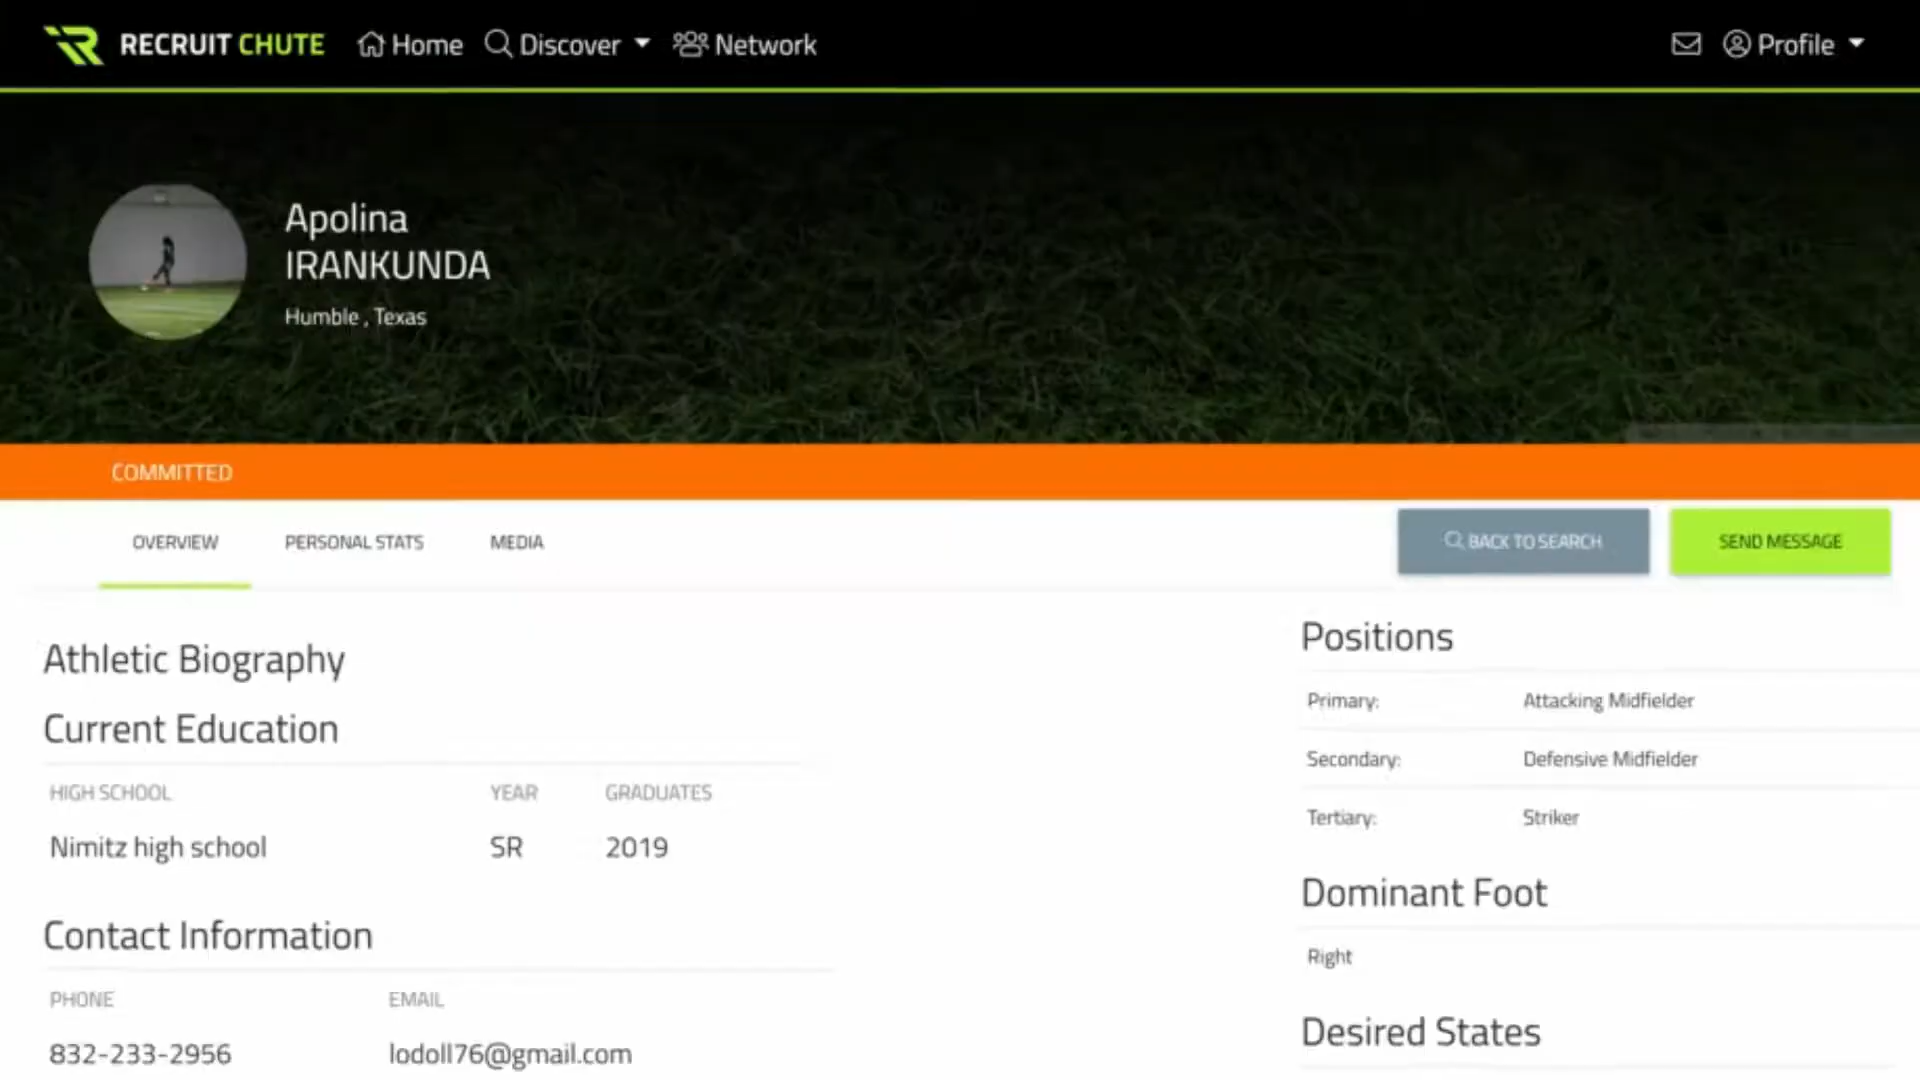 RECRUIT CHUTE Home Discover Network Profile
Apolina
IRANKUNDA
Humble , Texas
COMMITTED
OVERVIEW PERSONAL STATS MEDIA BACK TO SEARCH SEND MESSAGE
Athletic Biography
Current Education
HIGH SCHOOL YEAR GRADUATES
Nimitz high school SR 2019
Contact Information
PHONE EMAIL
832-233-2956 lodoll76@gmail.com
Positions
Primary: Attacking Midfielder
Secondary: Defensive Midfielder
Tertiary: Striker
Dominant Foot
Right
Desired States